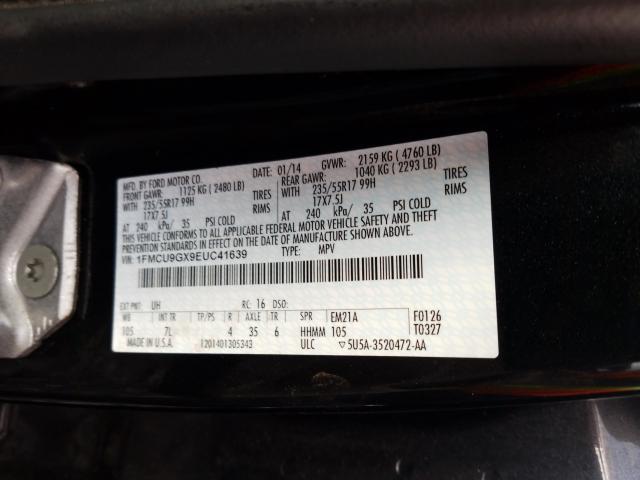 MFD. BY FORD MOTOR CO.
DATE: 01/14 GVWR: 2159 KG ( 4760 LB)
FRONT GAWR: 1125 KG ( 2480 LB) REAR GAWR: 1040 KG ( 2293 LB)
WITH 235/55R17 99H TIRES WITH 235/55R17 99H TIRES
17X7.5J RIMS 17X7.5J RIMS
AT 240 kPa/ 35 PSI COLD AT 240 kPa/ 35 PSI COLD
THIS VEHICLE CONFORMS TO ALL APPLICABLE FEDERAL MOTOR VEHICLE SAFETY AND THEFT
PREVENTION STANDARDS IN EFFECT ON THE DATE OF MANUFACTURE SHOWN ABOVE.
VIN: 1FMCU9GX9EUC41639 TYPE: MPV
EXT PNT: UH RC: 16 DSO:
WB INT TR TP/PS R AXLE TR SPR EM21A F0126
105 7L 4 35 6 HHMM 105 T0327
MADE IN U.S.A. 1201401305343 ULC ▽5U5A-3520472-AA